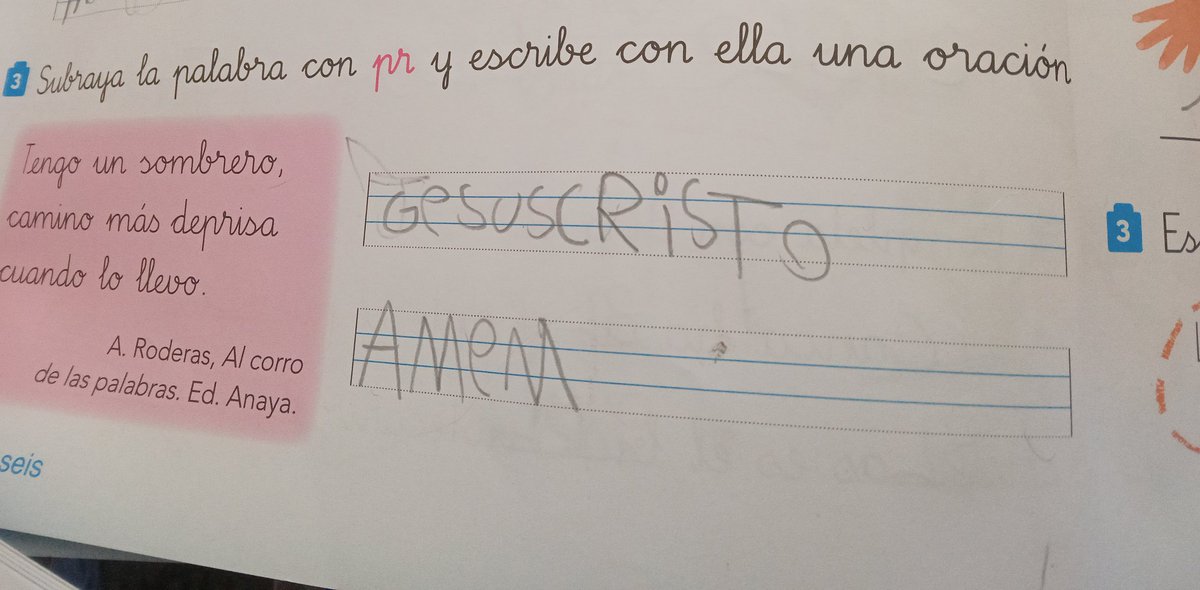 3 Subraya la palabra con pr y escribe con ella una oración
Tengo un sombrero,
camino más deprisa
cuando lo llevo.
A. Roderas, Al corro
de las palabras. Ed. Anaya.
seis
GeSUSCRiSTO
AMeM
3 Es